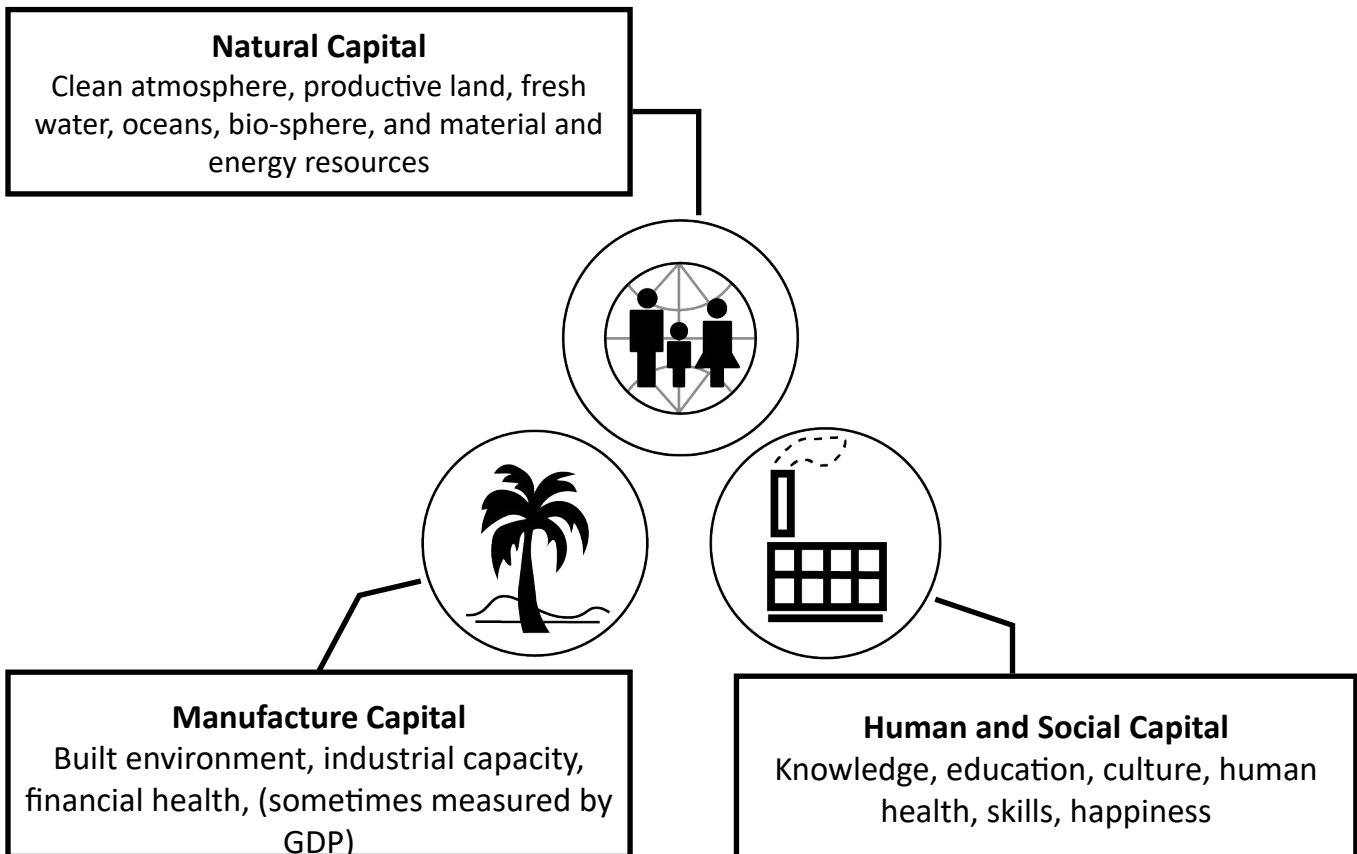 Natural Capital
Clean atmosphere, productive land, fresh
water, oceans, bio-sphere, and material and
energy resources
Manufacture Capital
Built environment, industrial capacity,
financial health, (sometimes measured by
GDP)
Human and Social Capital
Knowledge, education, culture, human
health, skills, happiness